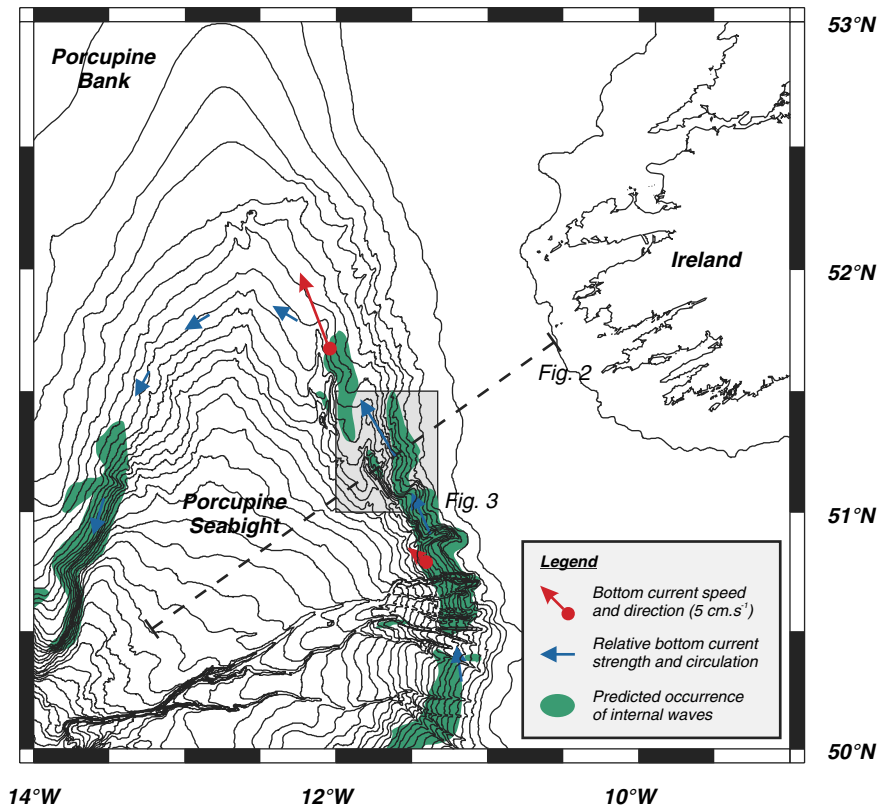 53°N
Porcupine
Bank
52°N
Ireland
Fig. 2
Porcupine
Seabight
Fig. 3
51°N
Legend
Bottom current speed
and direction (5 cm.s⁻¹)
Relative bottom current
strength and circulation
Predicted occurrence
of internal waves
50°N
14°W
12°W
10°W